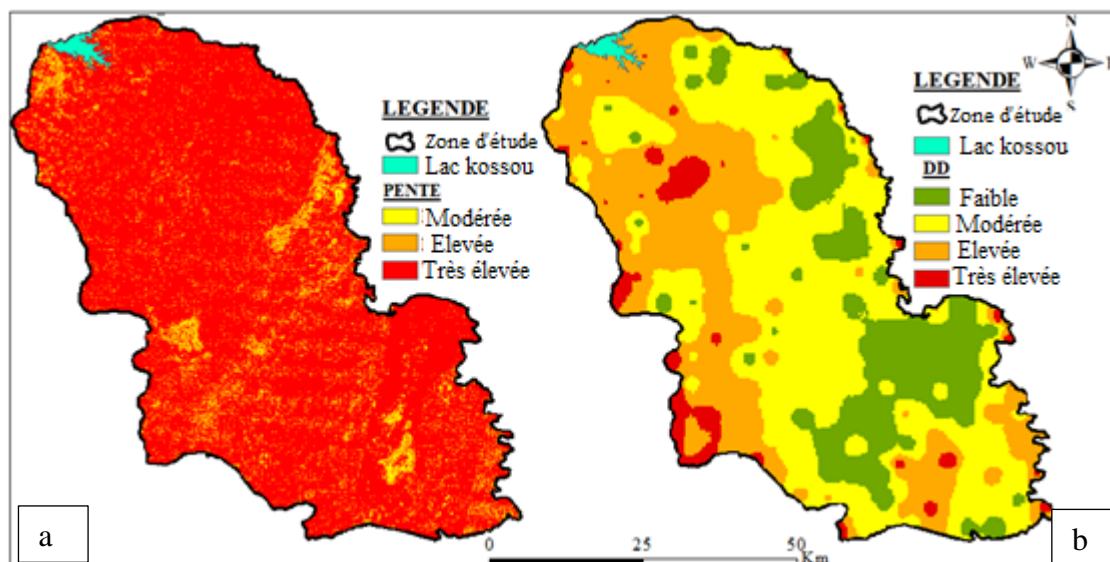 LEGENDE
Zone d'étude
Lac kossou
PENTE
Modérée
Elevée
Très élevée
a
N
W
E
S
LEGENDE
Zone d'étude
Lac kossou
DD
Faible
Modérée
Elevée
Très élevée
b
0 25 50
Km